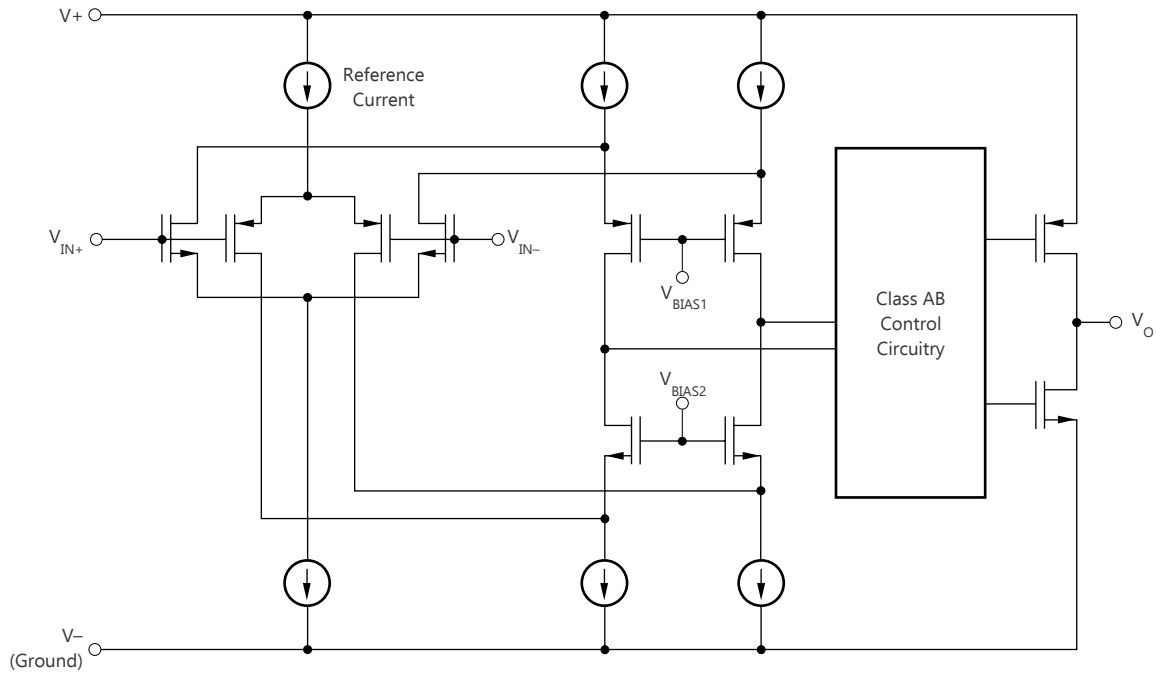 V+
Reference
Current
VIN+
VIN–
VBIAS1
VBIAS2
Class AB
Control
Circuitry
VO
V–
(Ground)